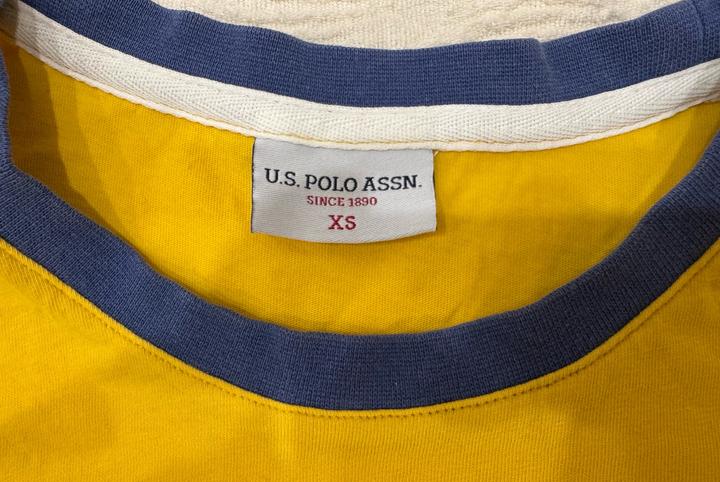 U.S. POLO ASSN.
SINCE 1890
XS